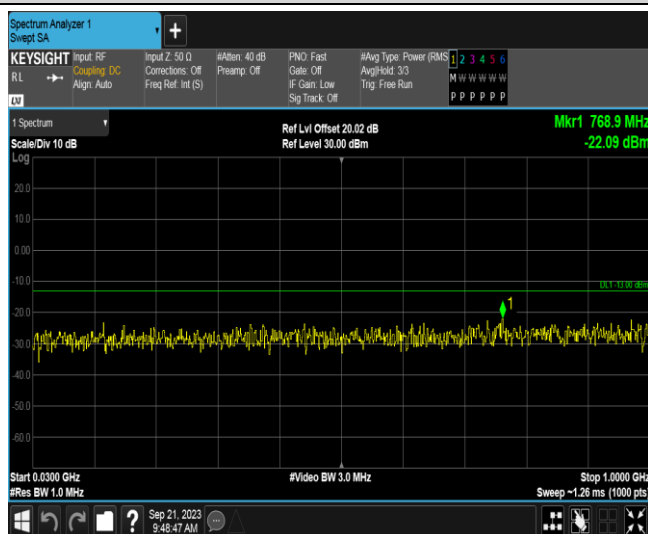 Spectrum Analyzer 1
Swept SA
+
KEYSIGHT
RL
LXI
Input: RF
Coupling: DC
Align: Auto
Input Z: 50 Ω
Corrections: Off
Freq Ref: Int (S)
#Atten: 40 dB
Preamp: Off
PNO: Fast
Gate: Off
IF Gain: Low
Sig Track: Off
#Avg Type: Power (RMS
Avg|Hold: 3/3
Trig: Free Run
1 2 3 4 5 6
M W W W W W
P P P P P P
1 Spectrum
Scale/Div 10 dB
Log
Ref Lvl Offset 20.02 dB
Ref Level 30.00 dBm
Mkr1 768.9 MHz
-22.09 dBm
20.0
10.0
0.00
-10.0
-20.0
-30.0
-40.0
-50.0
-60.0
DL1 -13.00 dBm
1
Start 0.0300 GHz
#Res BW 1.0 MHz
#Video BW 3.0 MHz
Stop 1.0000 GHz
Sweep ~1.26 ms (1000 pts)
?
Sep 21, 2023
9:48:47 AM